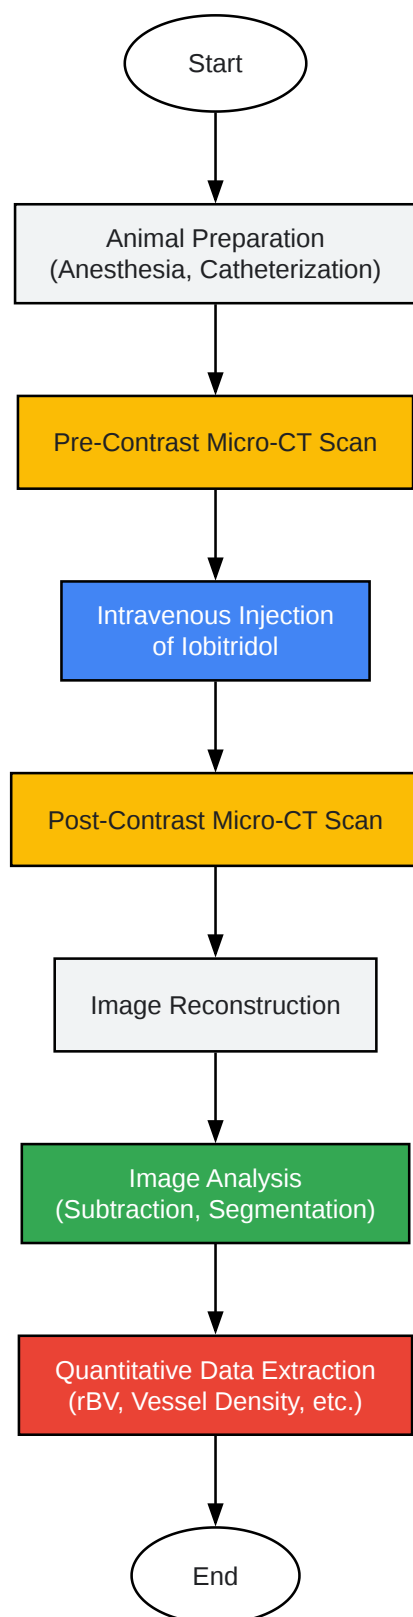 Start
Animal Preparation
(Anesthesia, Catheterization)
Pre-Contrast Micro-CT Scan
Intravenous Injection
of Iobitridol
Post-Contrast Micro-CT Scan
Image Reconstruction
Image Analysis
(Subtraction, Segmentation)
Quantitative Data Extraction
(rBV, Vessel Density, etc.)
End